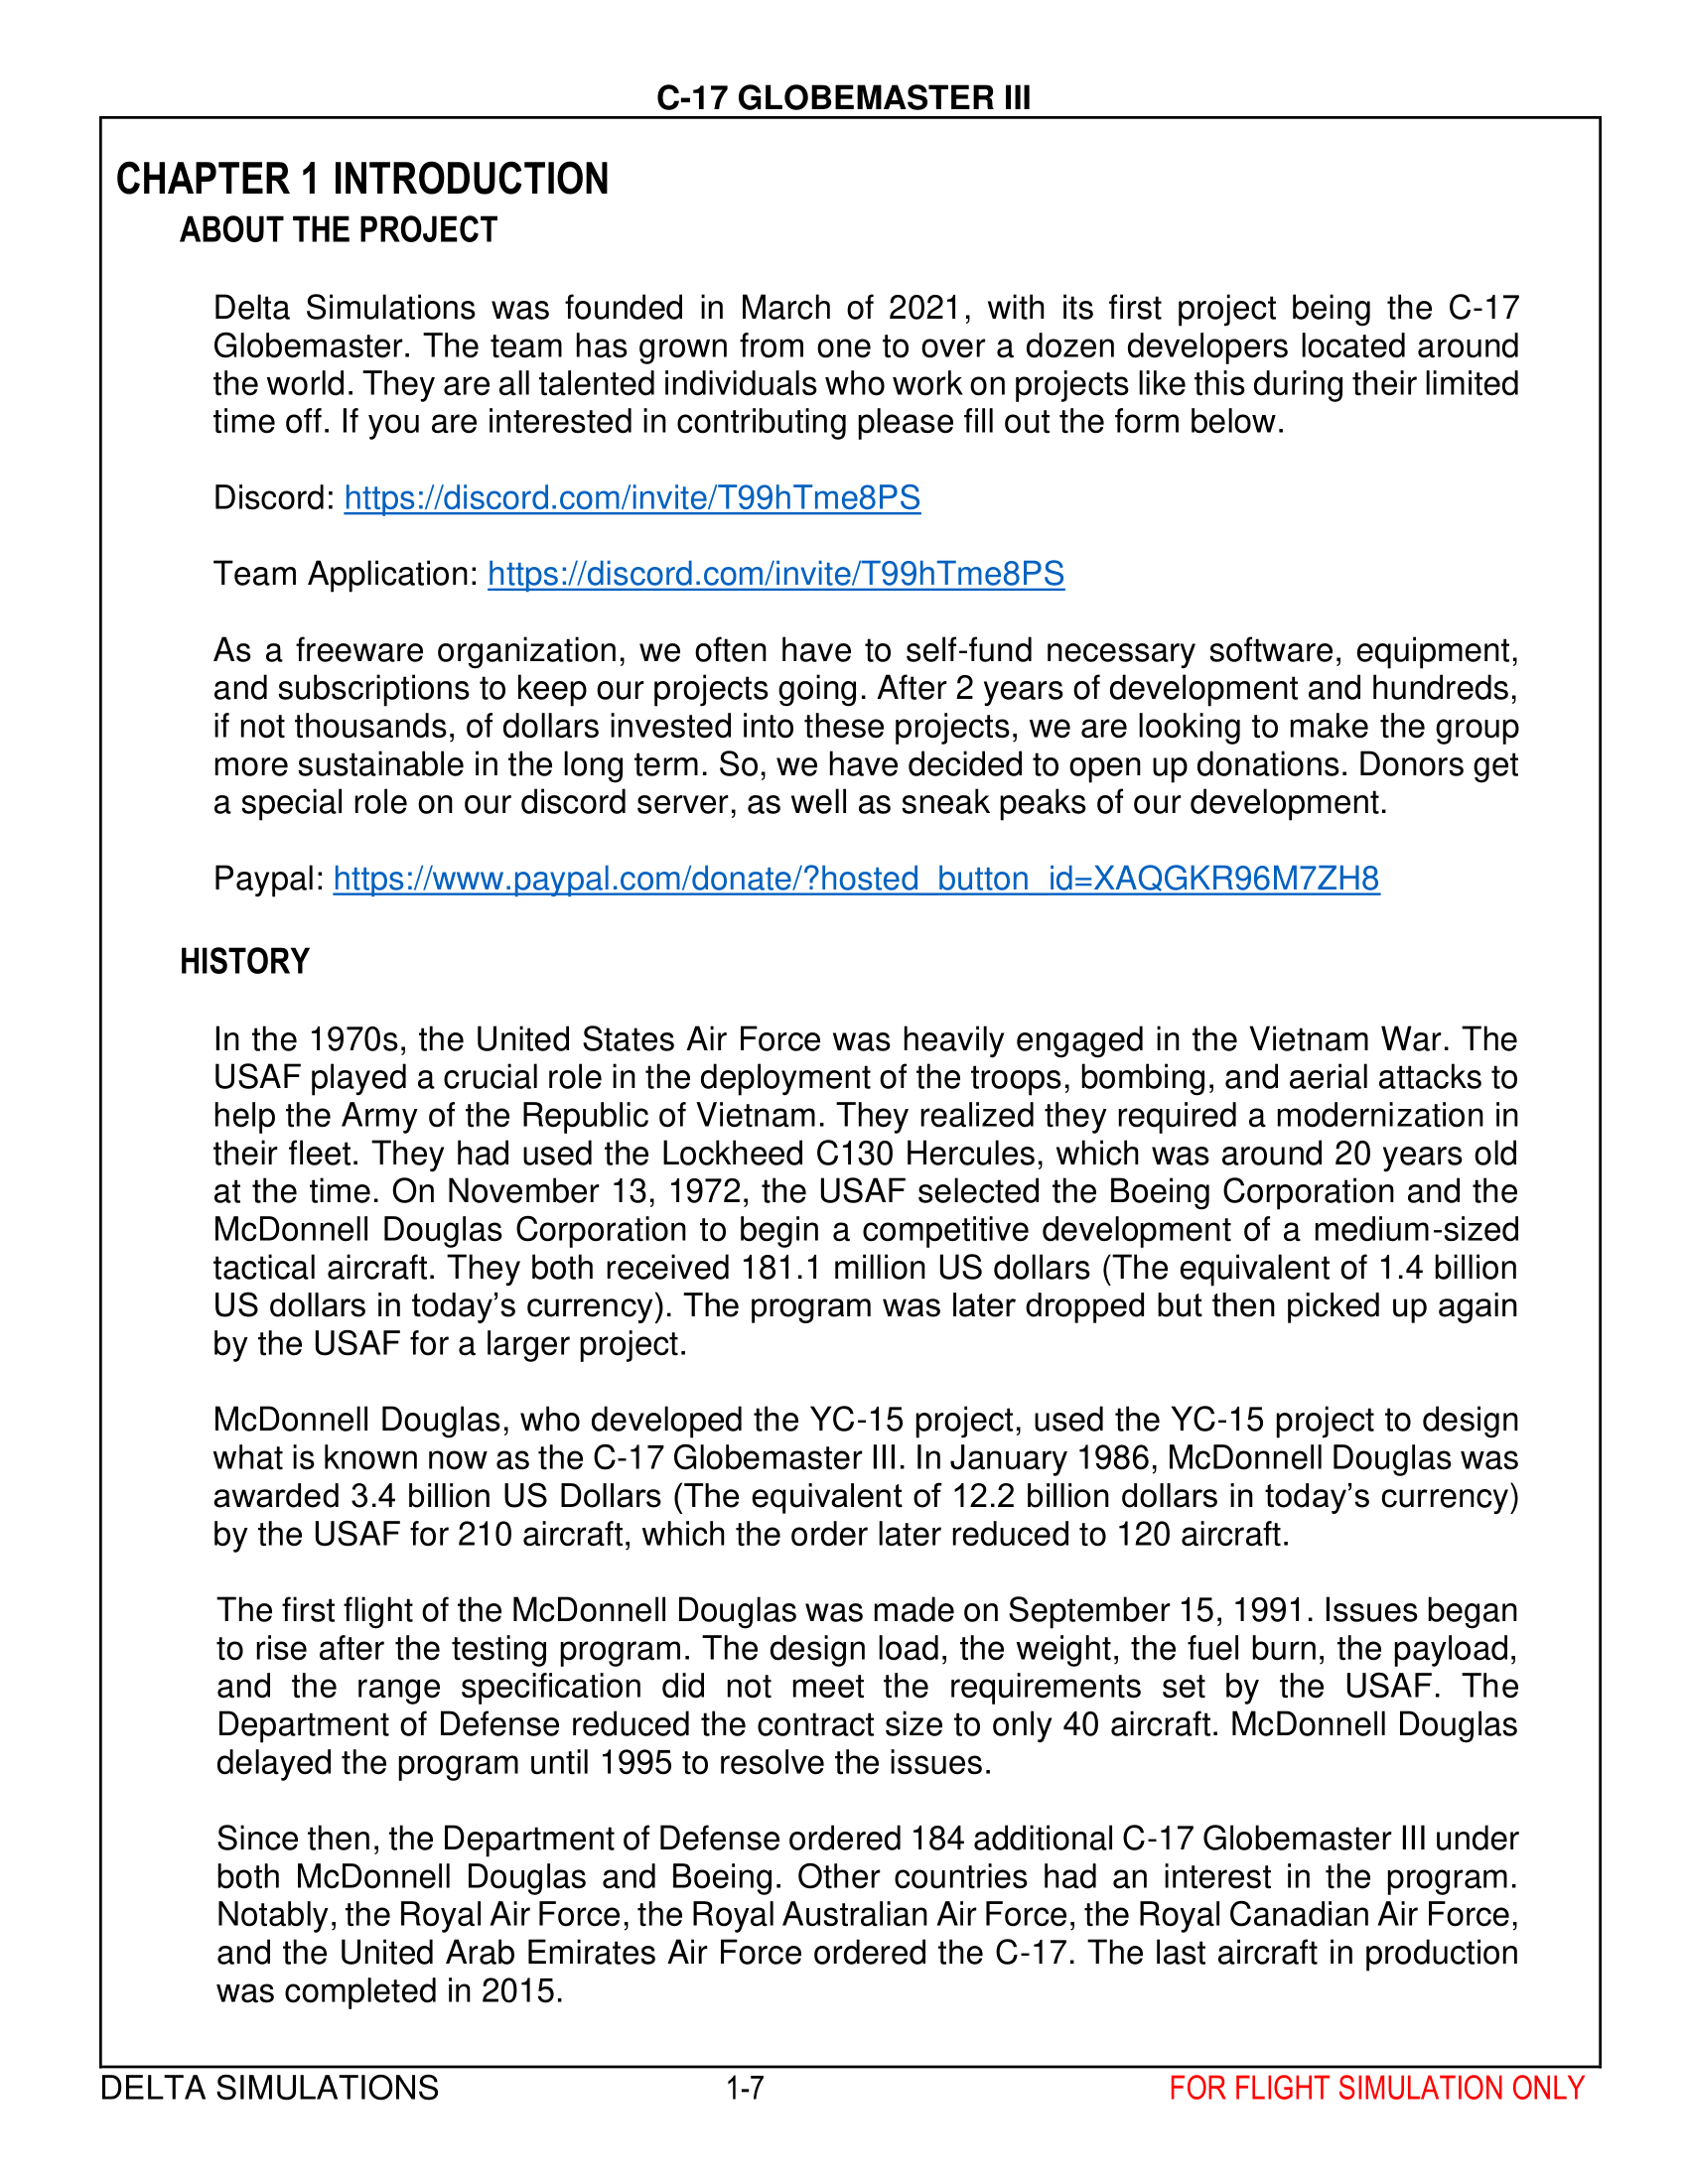 C-17 GLOBEMASTER III
CHAPTER 1 INTRODUCTION
ABOUT THE PROJECT
Delta Simulations was founded in March of 2021, with its first project being the C-17
Globemaster. The team has grown from one to over a dozen developers located around
the world. They are all talented individuals who work on projects like this during their limited
time off. If you are interested in contributing please fill out the form below.
Discord: https://discord.com/invite/T99hTme8PS
Team Application: https://discord.com/invite/T99hTme8PS
As a freeware organization, we often have to self-fund necessary software, equipment,
and subscriptions to keep our projects going. After 2 years of development and hundreds,
if not thousands, of dollars invested into these projects, we are looking to make the group
more sustainable in the long term. So, we have decided to open up donations. Donors get
a special role on our discord server, as well as sneak peaks of our development.
Paypal: https://www.paypal.com/donate/?hosted_button_id=XAQGKR96M7ZH8
HISTORY
In the 1970s, the United States Air Force was heavily engaged in the Vietnam War. The
USAF played a crucial role in the deployment of the troops, bombing, and aerial attacks to
help the Army of the Republic of Vietnam. They realized they required a modernization in
their fleet. They had used the Lockheed C130 Hercules, which was around 20 years old
at the time. On November 13, 1972, the USAF selected the Boeing Corporation and the
McDonnell Douglas Corporation to begin a competitive development of a medium-sized
tactical aircraft. They both received 181.1 million US dollars (The equivalent of 1.4 billion
US dollars in today’s currency). The program was later dropped but then picked up again
by the USAF for a larger project.
McDonnell Douglas, who developed the YC-15 project, used the YC-15 project to design
what is known now as the C-17 Globemaster III. In January 1986, McDonnell Douglas was
awarded 3.4 billion US Dollars (The equivalent of 12.2 billion dollars in today’s currency)
by the USAF for 210 aircraft, which the order later reduced to 120 aircraft.
The first flight of the McDonnell Douglas was made on September 15, 1991. Issues began
to rise after the testing program. The design load, the weight, the fuel burn, the payload,
and the range specification did not meet the requirements set by the USAF. The
Department of Defense reduced the contract size to only 40 aircraft. McDonnell Douglas
delayed the program until 1995 to resolve the issues.
Since then, the Department of Defense ordered 184 additional C-17 Globemaster III under
both McDonnell Douglas and Boeing. Other countries had an interest in the program.
Notably, the Royal Air Force, the Royal Australian Air Force, the Royal Canadian Air Force,
and the United Arab Emirates Air Force ordered the C-17. The last aircraft in production
was completed in 2015.
DELTA SIMULATIONS 1-7 FOR FLIGHT SIMULATION ONLY